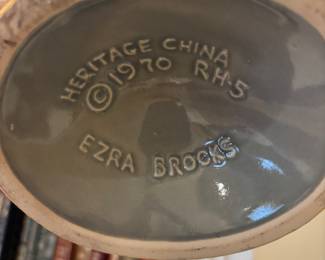 HERITAGE CHINA
© 1970 RH-5
EZRA BROOKS